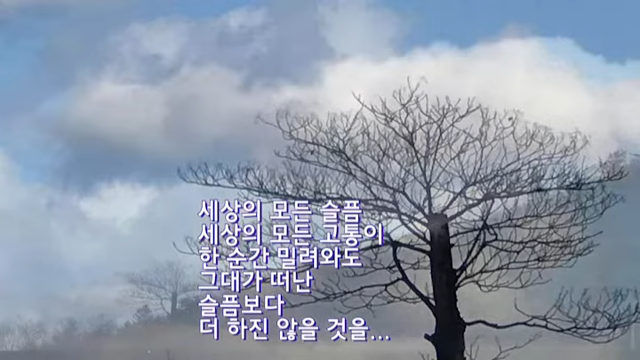 세상의 모든 슬픔
세상의 모든 고통이
한 순간 밀려와도
그대가 떠난
슬픔보다
더 하진 않을 것을...